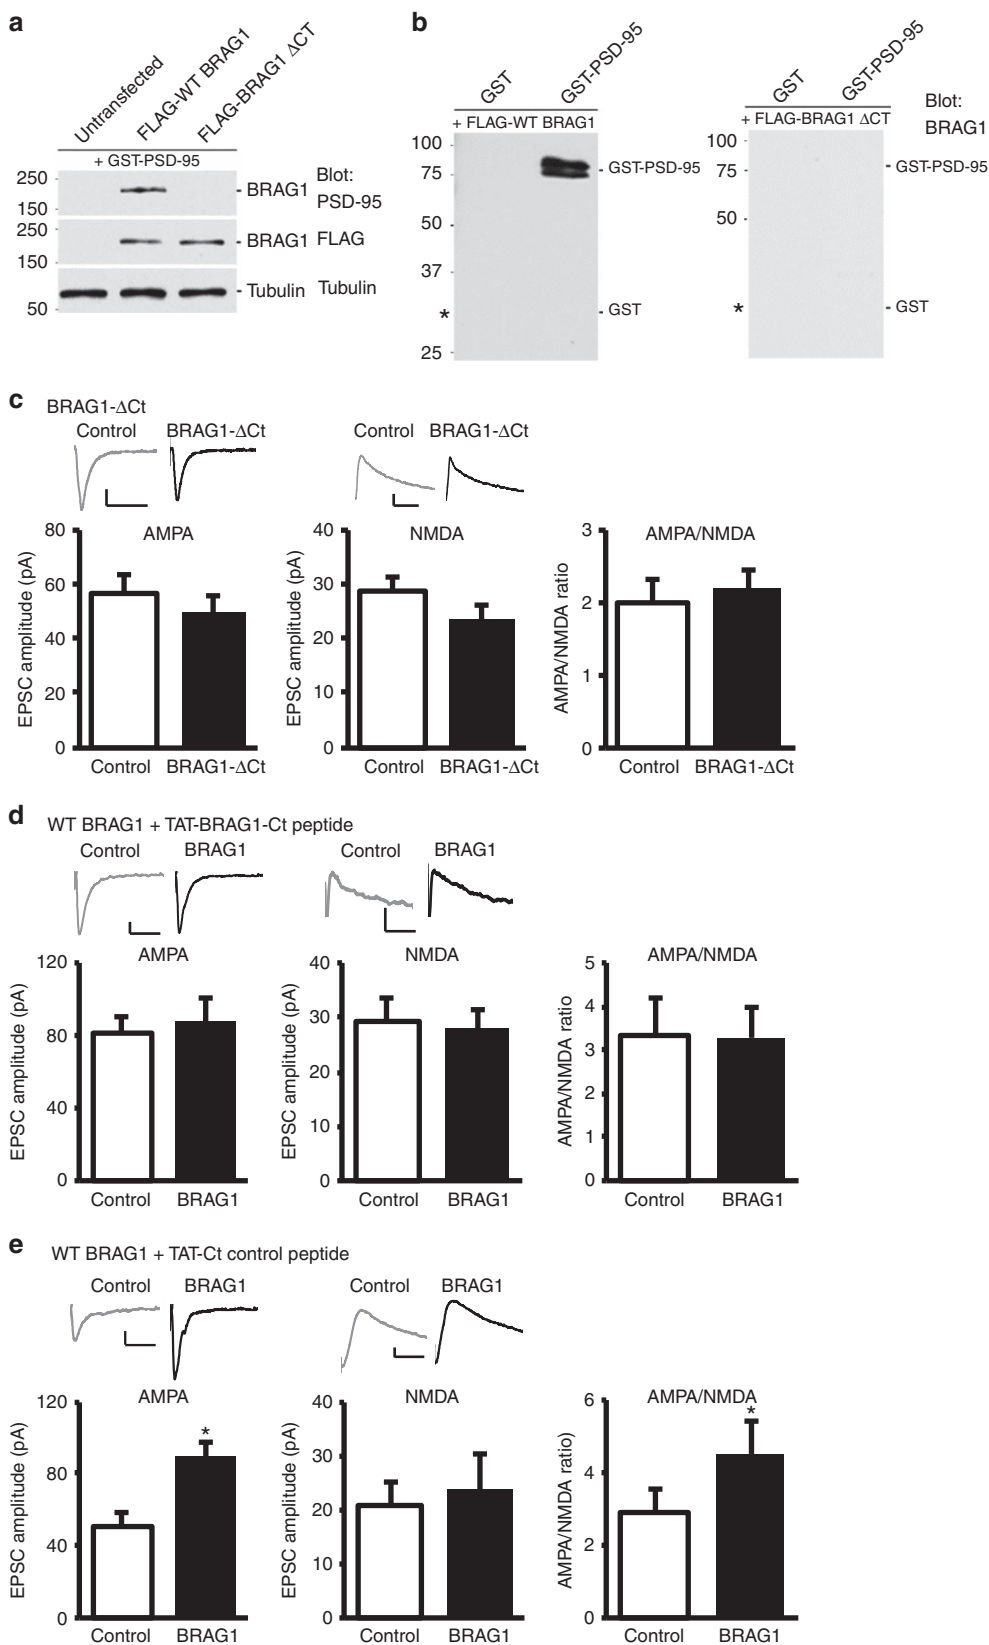 a
Untransfected
FLAG-WT BRAG1
FLAG-BRAG1 ΔCT
+ GST-PSD-95
250
150
BRAG1
Blot:
PSD-95
250
150
BRAG1
FLAG
50
Tubulin
Tubulin
b
GST
GST-PSD-95
+ FLAG-WT BRAG1
100
75
50
37
*
25
GST-PSD-95
GST
GST
GST-PSD-95
+ FLAG-BRAG1 ΔCT
Blot:
BRAG1
100
75
50
*
GST-PSD-95
GST
c
BRAG1-ΔCt
Control BRAG1-ΔCt
Control BRAG1-ΔCt
AMPA
EPSC amplitude (pA)
80
60
40
20
0
Control BRAG1-ΔCt
NMDA
EPSC amplitude (pA)
40
30
20
10
0
Control BRAG1-ΔCt
AMPA/NMDA
AMPA/NMDA ratio
3
2
1
0
Control BRAG1-ΔCt
d
WT BRAG1 + TAT-BRAG1-Ct peptide
Control BRAG1
Control BRAG1
AMPA
EPSC amplitude (pA)
120
80
40
0
Control BRAG1
NMDA
EPSC amplitude (pA)
40
30
20
10
0
Control BRAG1
AMPA/NMDA
AMPA/NMDA ratio
5
4
3
2
1
0
Control BRAG1
e
WT BRAG1 + TAT-Ct control peptide
Control BRAG1
Control BRAG1
AMPA
EPSC amplitude (pA)
120
80
40
0
*
Control BRAG1
NMDA
EPSC amplitude (pA)
40
30
20
10
0
Control BRAG1
AMPA/NMDA
AMPA/NMDA ratio)
6
4
2
0
*
Control BRAG1